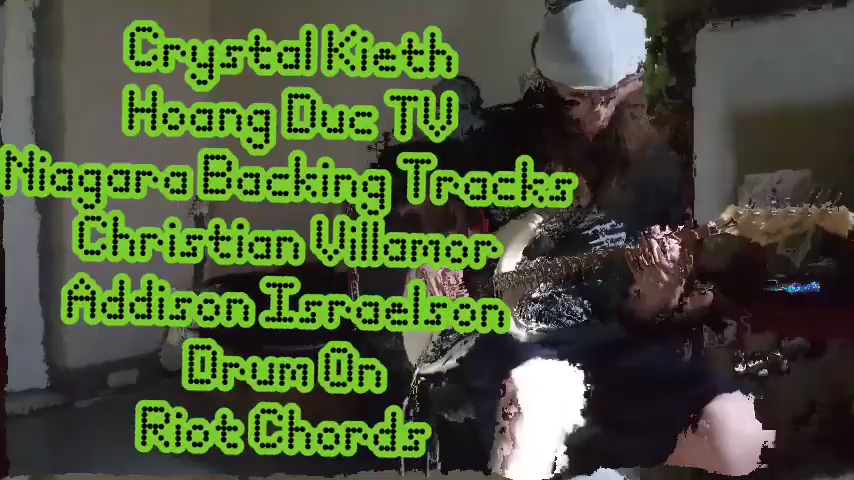 Crystal Kieth
Hoang Duc TV
Niagara Backing Tracks
Christian Villamor
Addison Israelson
Drum On
Riot Chords